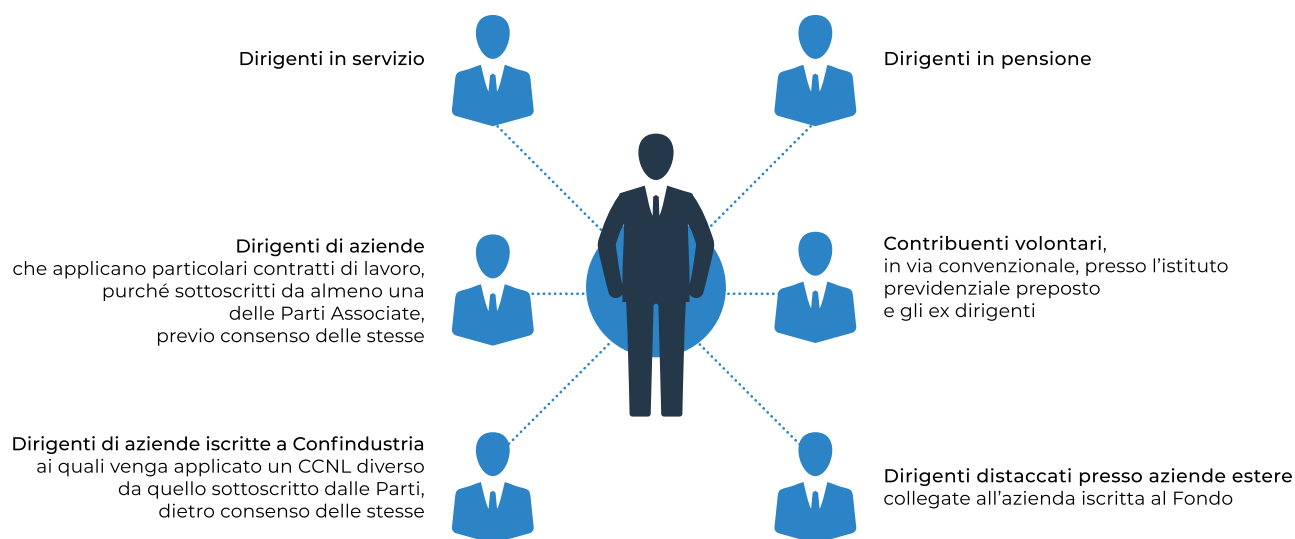 Dirigenti in servizio
Dirigenti in pensione
Dirigenti di aziende
che applicano particolari contratti di lavoro,
purché sottoscritti da almeno una
delle Parti Associate,
previo consenso delle stesse
Contribuenti volontari,
in via convenzionale, presso l’istituto
previdenziale preposto
e gli ex dirigenti
Dirigenti di aziende iscritte a Confindustria
ai quali venga applicato un CCNL diverso
da quello sottoscritto dalle Parti,
dietro consenso delle stesse
Dirigenti distaccati presso aziende estere
collegate all’azienda iscritta al Fondo